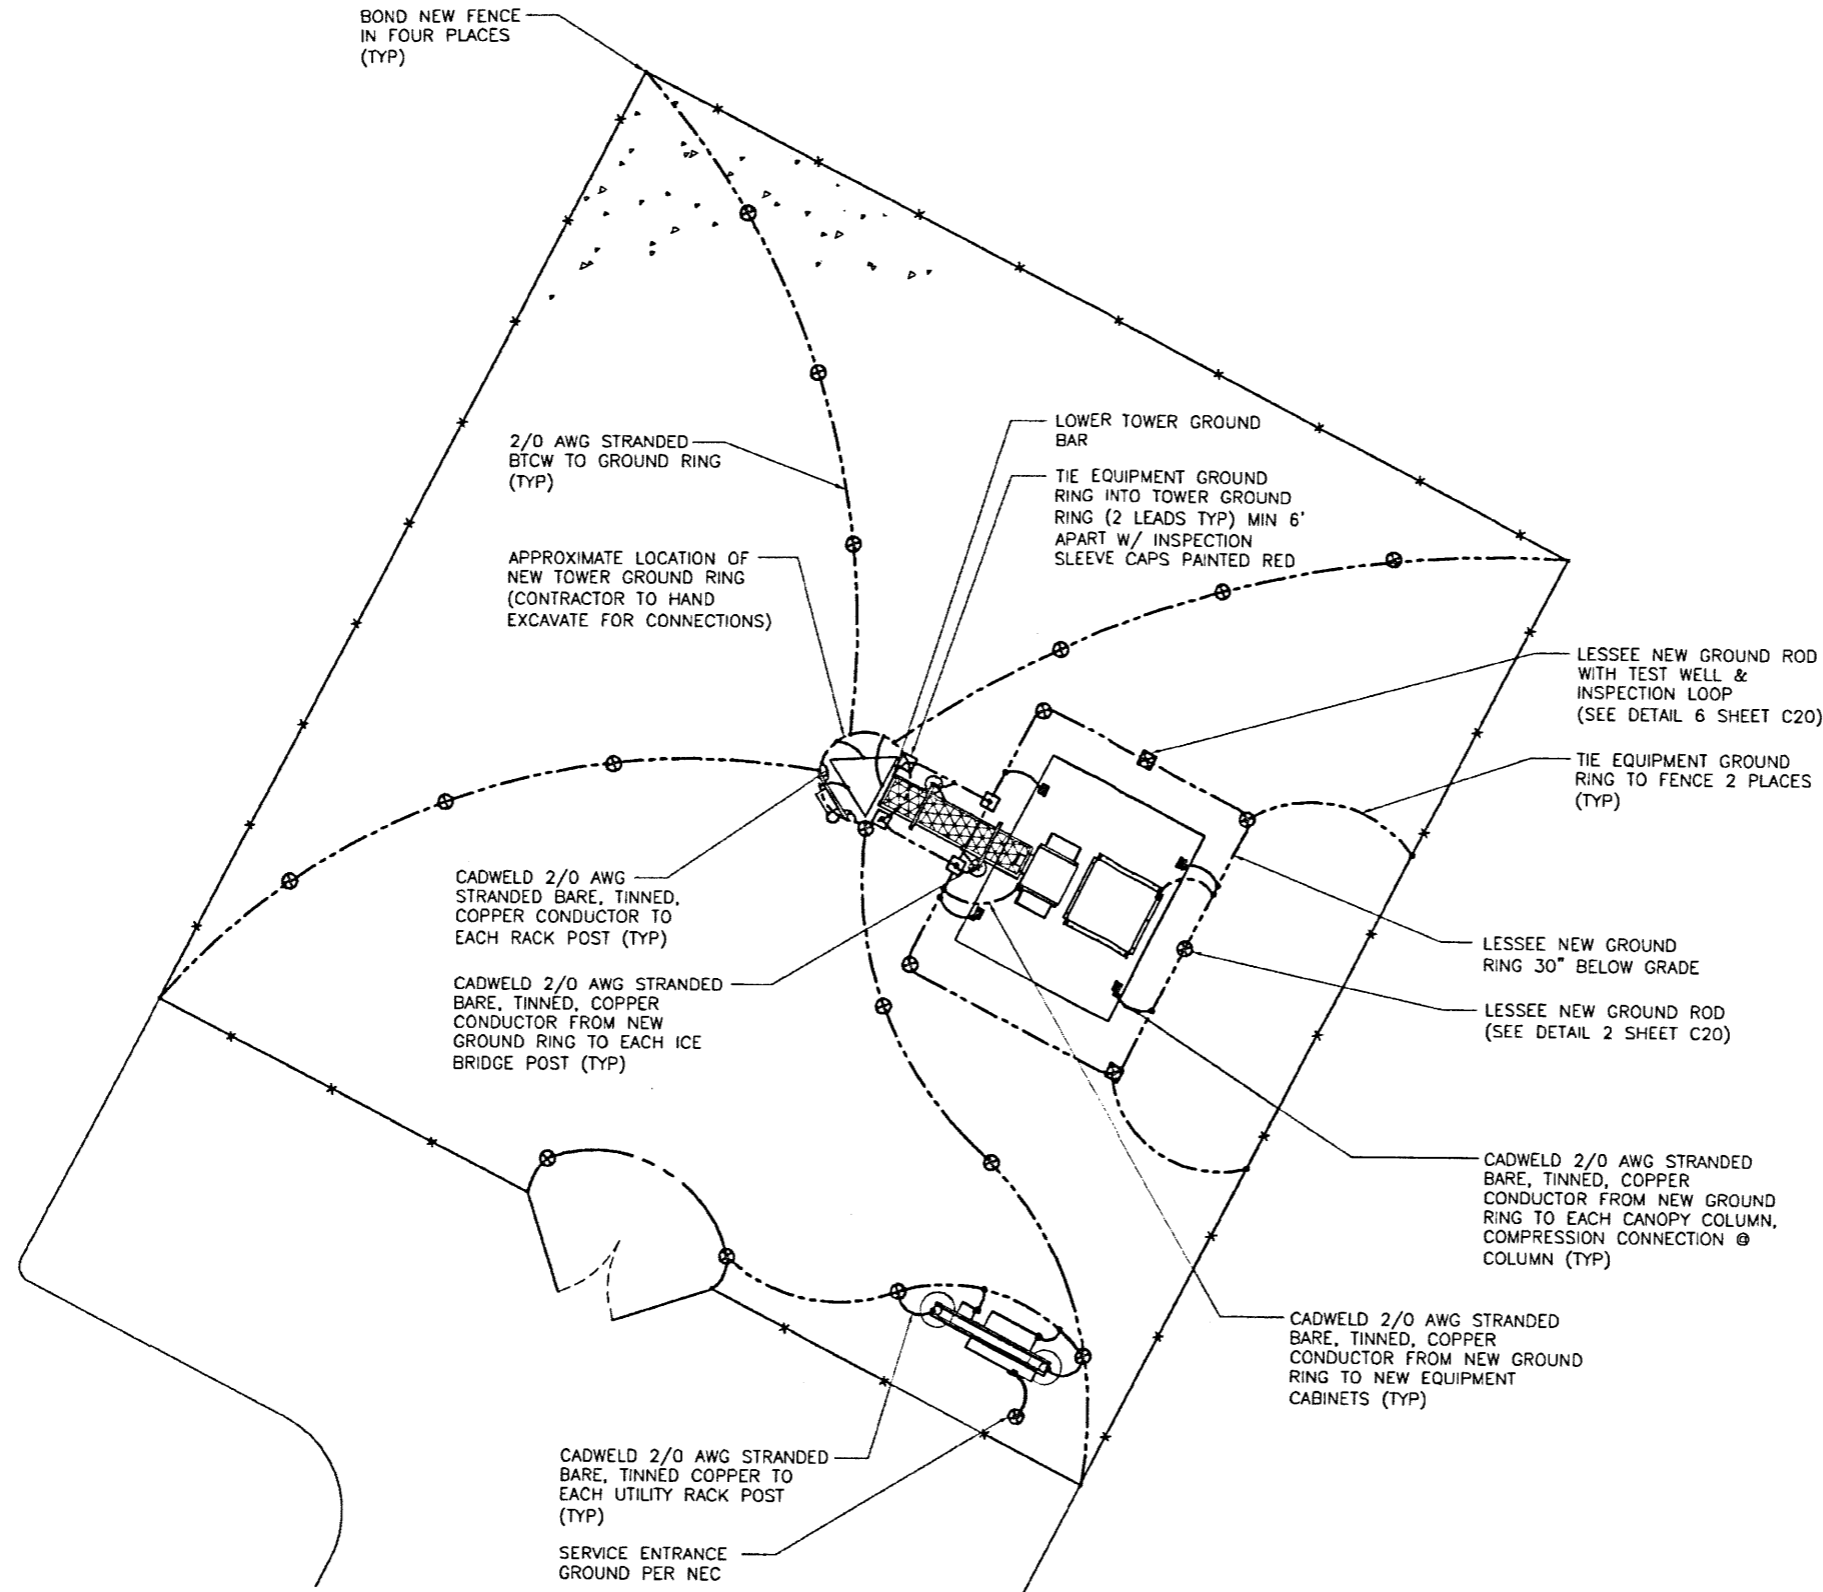 BOND NEW FENCE
IN FOUR PLACES
(TYP)
2/0 AWG STRANDED
BTCW TO GROUND RING
(TYP)
LOWER TOWER GROUND
BAR
TIE EQUIPMENT GROUND
RING INTO TOWER GROUND
RING (2 LEADS TYP) MIN 6'
APART W/ INSPECTION
SLEEVE CAPS PAINTED RED
APPROXIMATE LOCATION OF
NEW TOWER GROUND RING
(CONTRACTOR TO HAND
EXCAVATE FOR CONNECTIONS)
LESSEE NEW GROUND ROD
WITH TEST WELL &
INSPECTION LOOP
(SEE DETAIL 6 SHEET C20)
TIE EQUIPMENT GROUND
RING TO FENCE 2 PLACES
(TYP)
CADWELD 2/0 AWG
STRANDED BARE, TINNED,
COPPER CONDUCTOR TO
EACH RACK POST (TYP)
CADWELD 2/0 AWG STRANDED
BARE, TINNED, COPPER
CONDUCTOR FROM NEW
GROUND RING TO EACH ICE
BRIDGE POST (TYP)
LESSEE NEW GROUND
RING 30" BELOW GRADE
LESSEE NEW GROUND ROD
(SEE DETAIL 2 SHEET C20)
CADWELD 2/0 AWG STRANDED
BARE, TINNED, COPPER
CONDUCTOR FROM NEW GROUND
RING TO EACH CANOPY COLUMN,
COMPRESSION CONNECTION @
COLUMN (TYP)
CADWELD 2/0 AWG STRANDED
BARE, TINNED, COPPER
CONDUCTOR FROM NEW GROUND
RING TO NEW EQUIPMENT
CABINETS (TYP)
CADWELD 2/0 AWG STRANDED
BARE, TINNED COPPER TO
EACH UTILITY RACK POST
(TYP)
SERVICE ENTRANCE
GROUND PER NEC